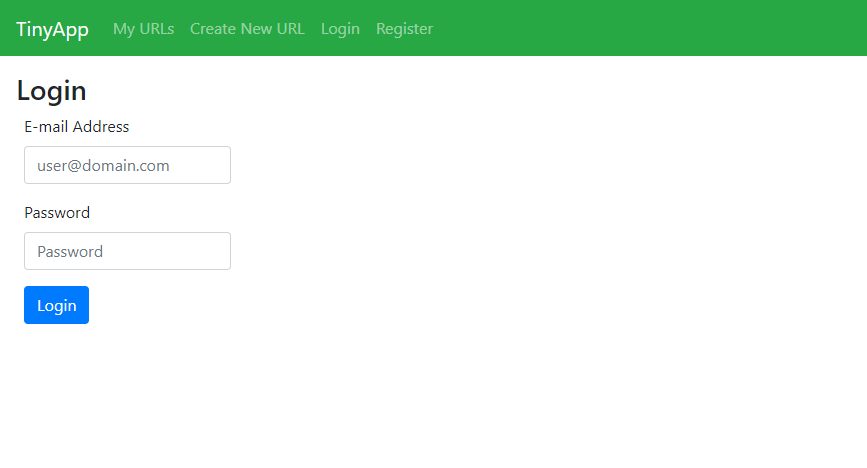 TinyApp My URLs Create New URL Login Register
Login
E-mail Address
user@domain.com
Password
Password
Login